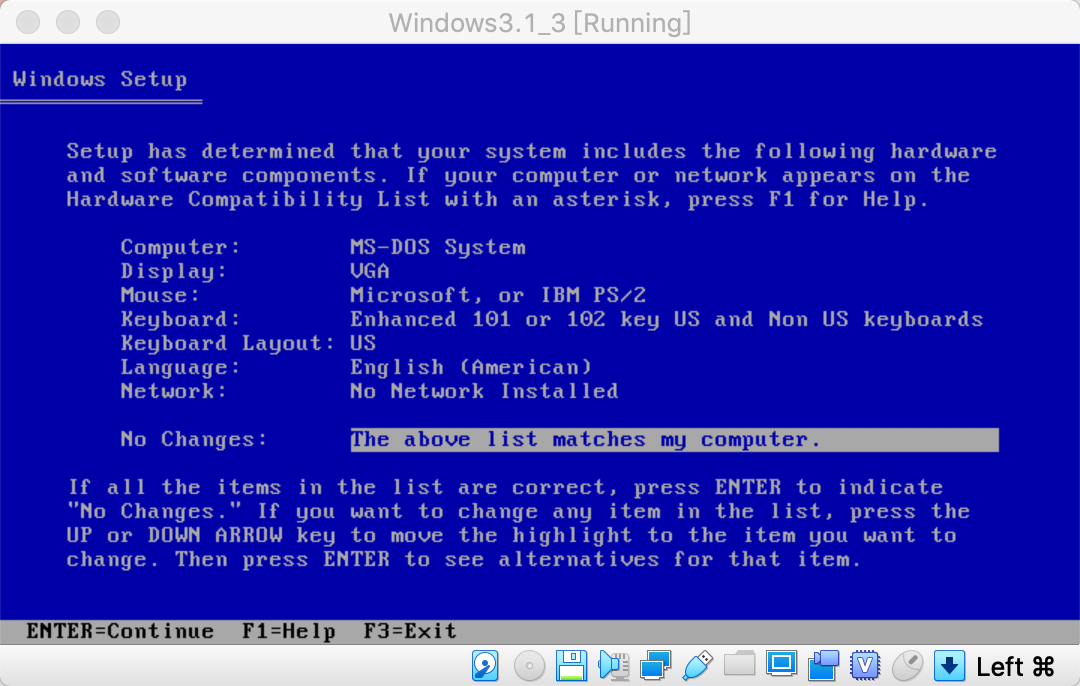 Windows3.1_3 [Running]
Windows Setup
Setup has determined that your system includes the following hardware
and software components. If your computer or network appears on the
Hardware Compatibility List with an asterisk, press F1 for Help.
Computer: MS-DOS System
Display: VGA
Mouse: Microsoft, or IBM PS/2
Keyboard: Enhanced 101 or 102 key US and Non US keyboards
Keyboard Layout: US
Language: English (American)
Network: No Network Installed
No Changes: The above list matches my computer.
If all the items in the list are correct, press ENTER to indicate
"No Changes." If you want to change any item in the list, press the
UP or DOWN ARROW key to move the highlight to the item you want to
change. Then press ENTER to see alternatives for that item.
ENTER=Continue F1=Help F3=Exit
V Left ⌘